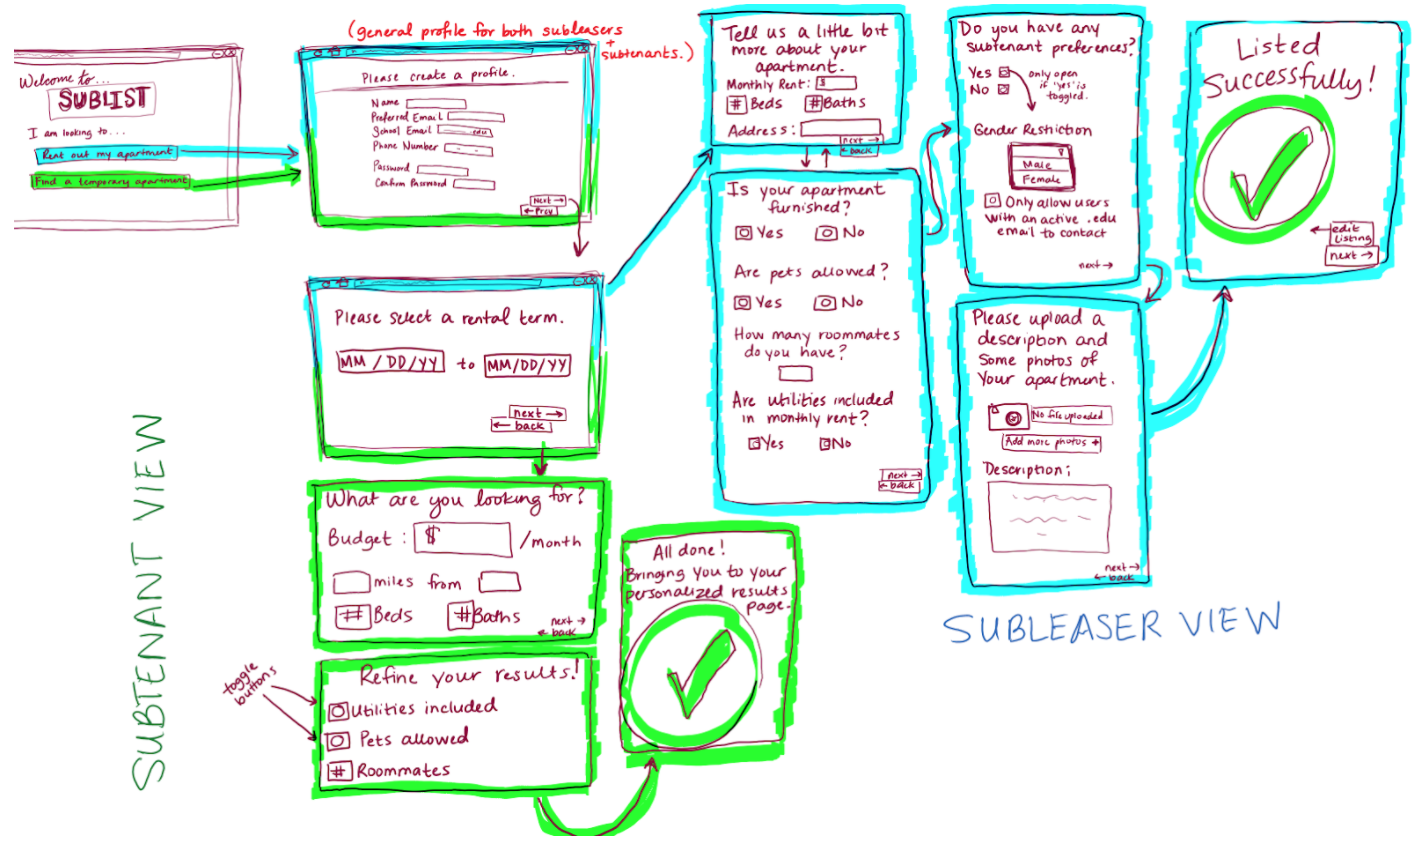 Welcome to...
SUBLIST
I am looking to...
Rent out my apartment
Find a temporary apartment
(general profile for both subleasers
+
subtenants.)
Please create a profile.
Name
Preferred Email
School Email .edu
Phone Number - -
Password
Confirm Password
Next →
← Prev
Please select a rental term.
MM / DD/YY to MM/DD/YY
next →
← back
SUBTENANT VIEW
What are you looking for?
Budget : $ /month
miles from
# Beds # Baths
next →
← back
toggle
buttons
Refine your results!
Utilities included
Pets allowed
# Roommates
All done!
Bringing you to your
personalized results
page.
Tell us a little bit
more about your
apartment.
Monthly Rent: $
# Beds # Baths
Address:
next →
← back
Is your apartment
furnished?
Yes No
Are pets allowed?
Yes No
How many roommates
do you have?
Are utilities included
in monthly rent?
Yes No
next →
← back
Do you have any
subtenant preferences?
Yes
No
only open
if 'yes' is
toggled.
Gender Restriction
Male
Female
Only allow users
with an active .edu
email to contact
next →
Please upload a
description and
Some photos of
Your apartment.
No file uploaded
Add more photos +
Description:
next →
← back
Listed
Successfully!
← edit
listing
next →
SUBLEASER VIEW